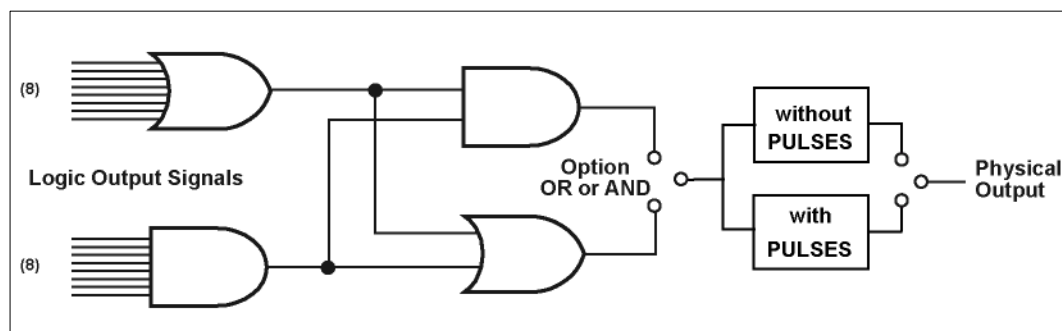 (8)
Logic Output Signals
(8)
Option
OR or AND
without
PULSES
with
PULSES
Physical
Output